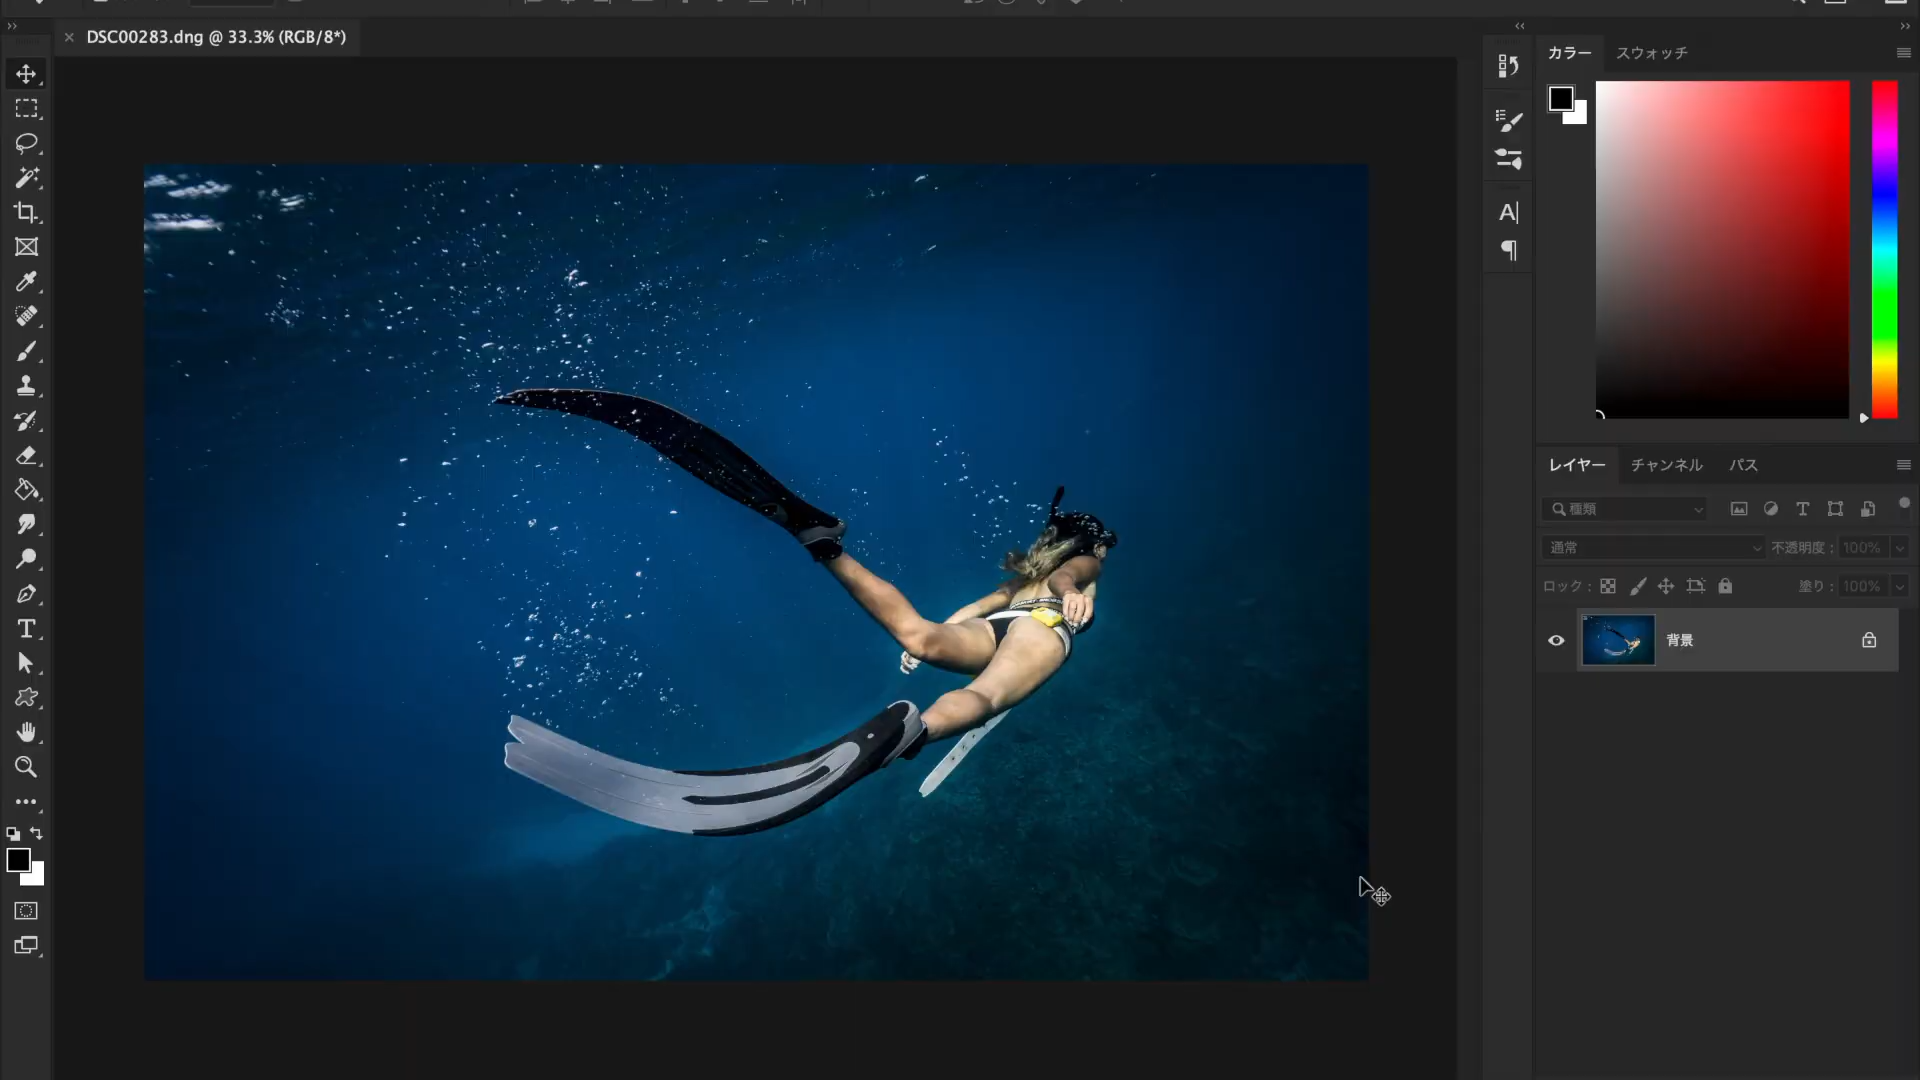 DSC00283.dng @ 33.3% (RGB/8*)
カラー
スウォッチ
レイヤー
チャンネル
パス
種類
通常
不透明度 :
100%
ロック :
塗り :
100%
背景